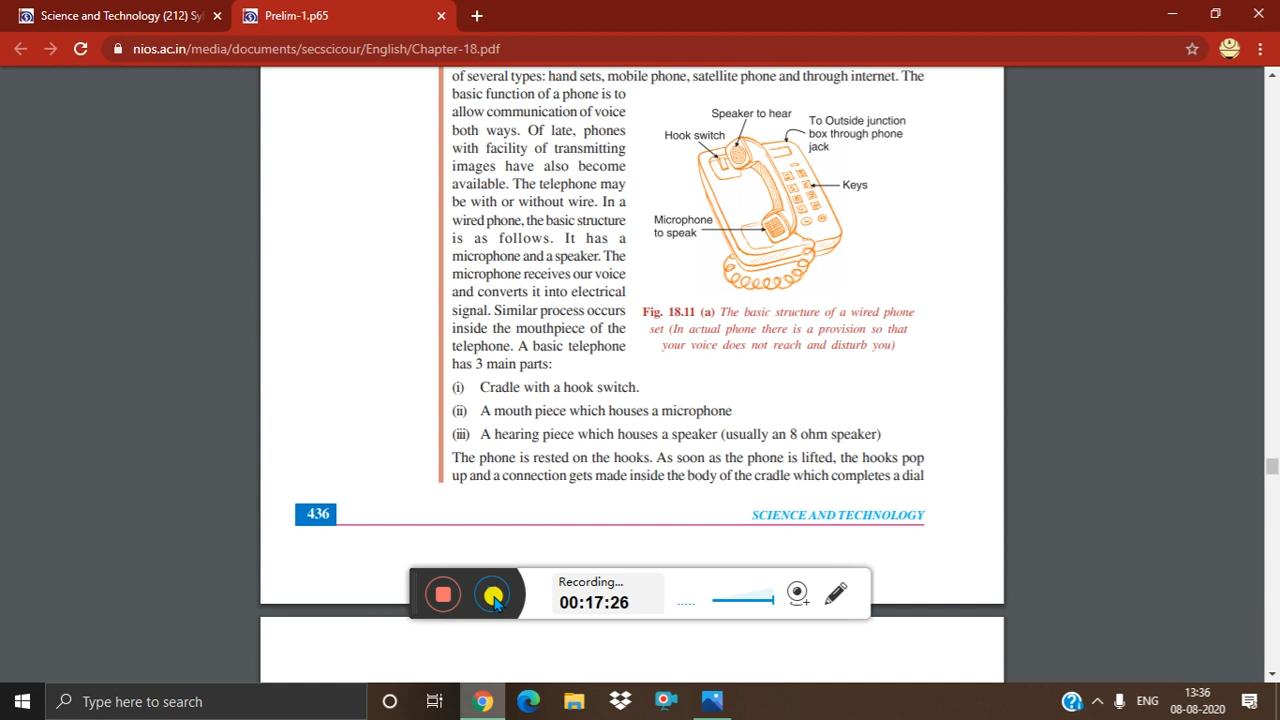 Science and Technology (212) Syl
Prelim-1.p65
nios.ac.in/media/documents/secscicour/English/Chapter-18.pdf
of several types: hand sets, mobile phone, satellite phone and through internet. The
basic function of a phone is to
allow communication of voice
both ways. Of late, phones
with facility of transmitting
images have also become
available. The telephone may
be with or without wire. In a
wired phone, the basic structure
is as follows. It has a
microphone and a speaker. The
microphone receives our voice
and converts it into electrical
signal. Similar process occurs
inside the mouthpiece of the
telephone. A basic telephone
has 3 main parts:
Speaker to hear
Hook switch
To Outside junction
box through phone
jack
Keys
Microphone
to speak
Fig. 18.11 (a) The basic structure of a wired phone
set (In actual phone there is a provision so that
your voice does not reach and disturb you)
(i) Cradle with a hook switch.
(ii) A mouth piece which houses a microphone
(iii) A hearing piece which houses a speaker (usually an 8 ohm speaker)
The phone is rested on the hooks. As soon as the phone is lifted, the hooks pop
up and a connection gets made inside the body of the cradle which completes a dial
436
SCIENCE AND TECHNOLOGY
Recording...
00:17:26
Type here to search
ENG
13:36
08-08-2020